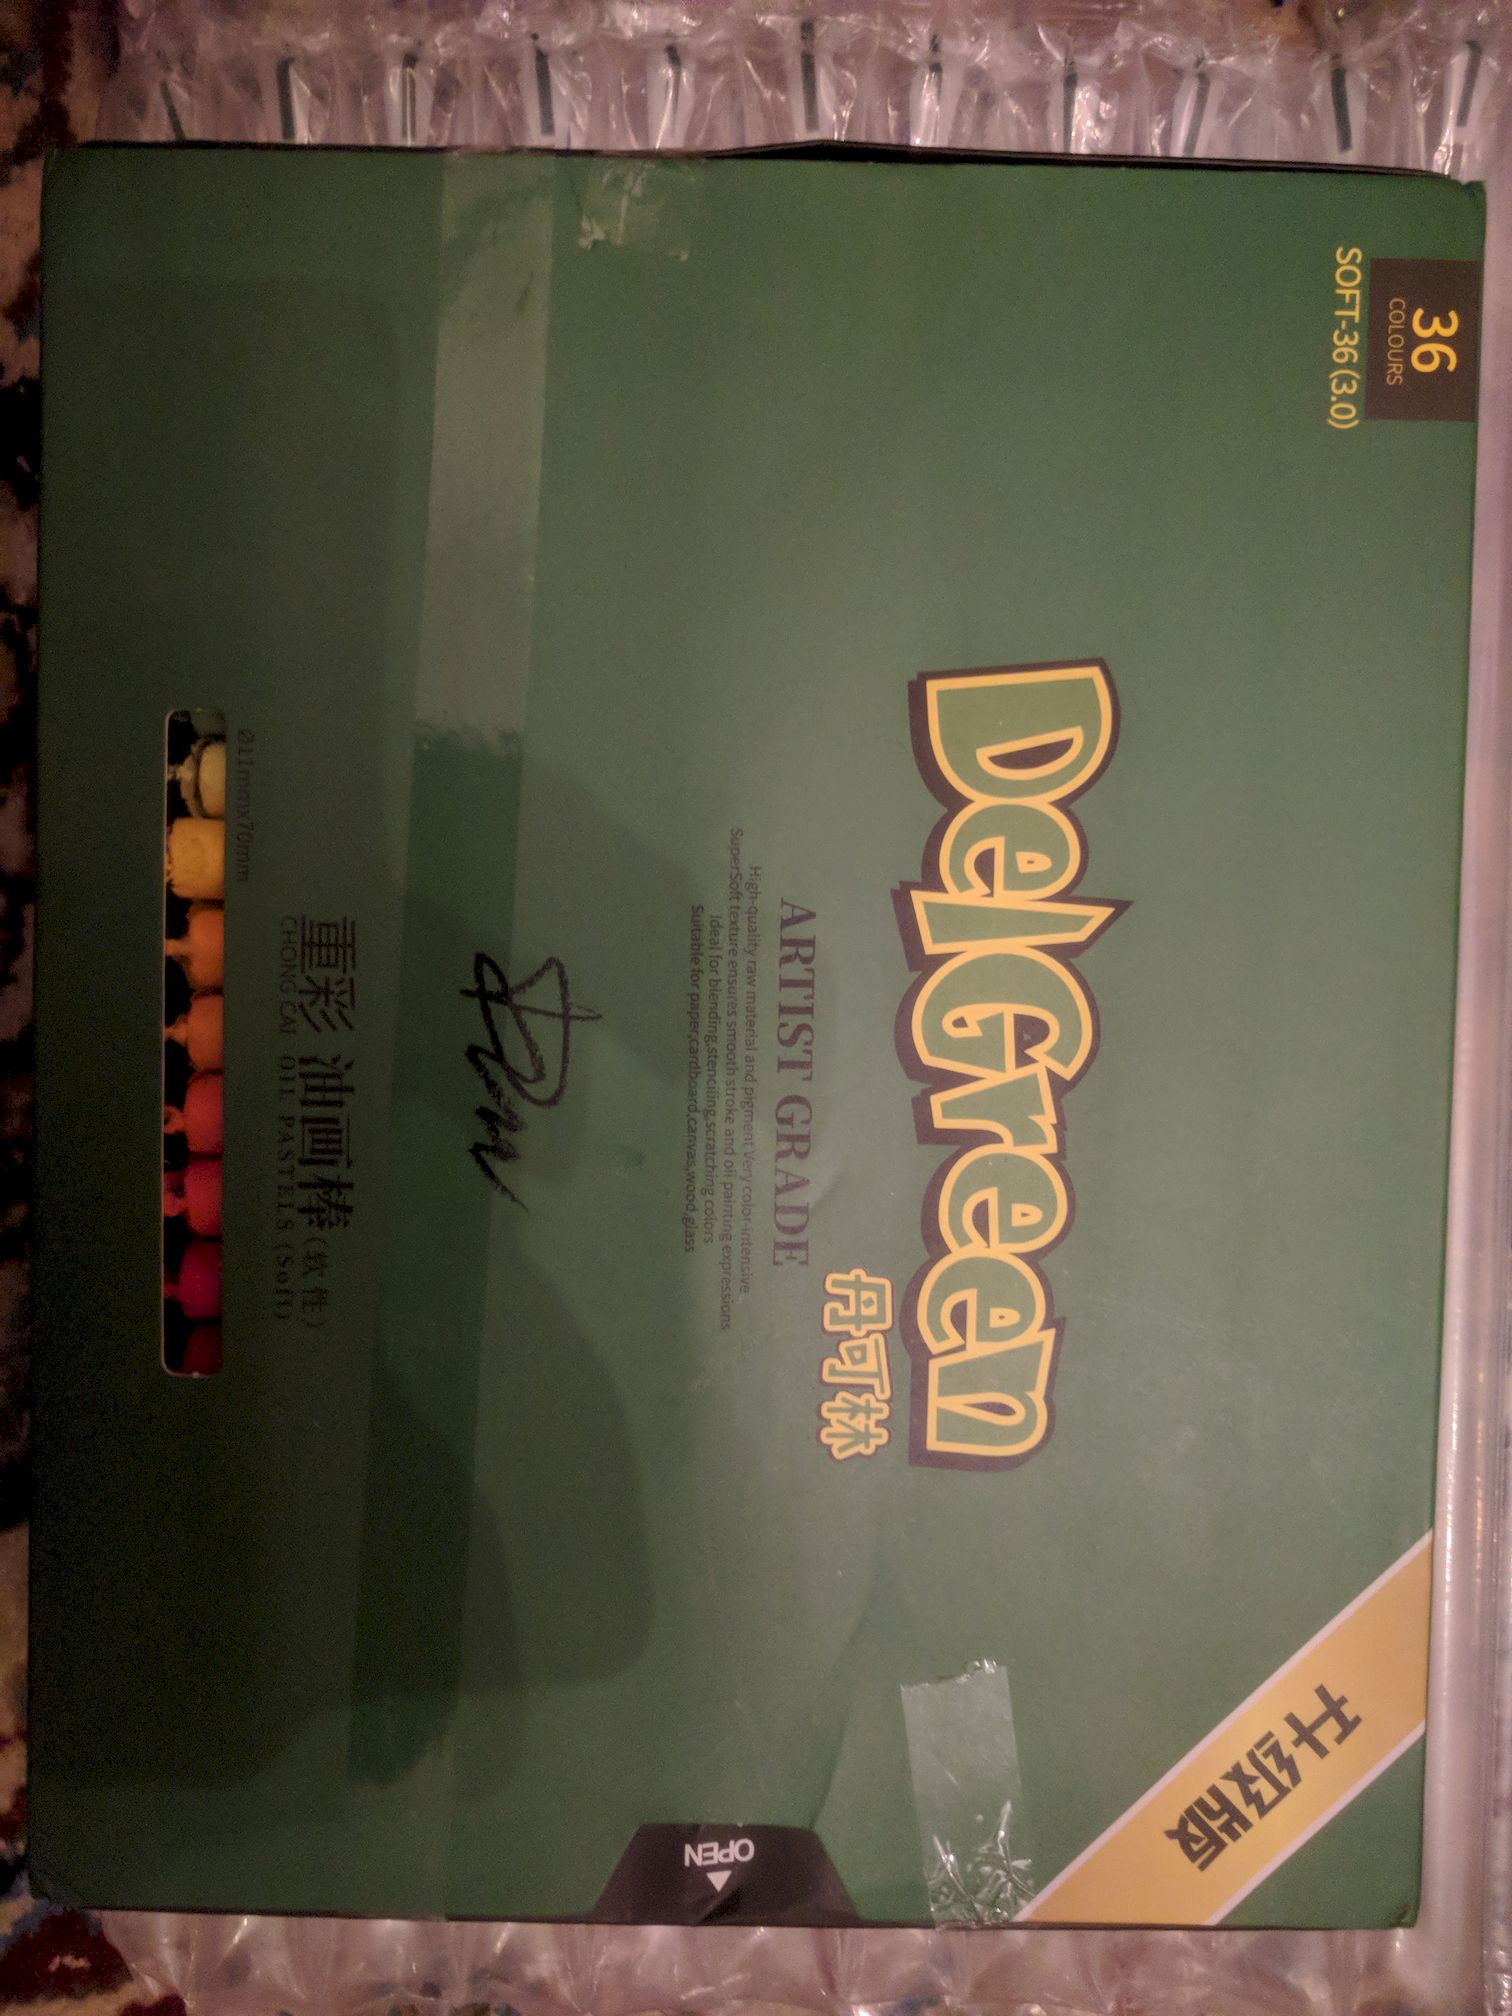 36
COLOURS
SOFT-36 (3.0)
DelGreen
丹可林
ARTIST GRADE
High-quality raw material and pigment Very color-intensive
SuperSoft texture ensures smooth stroke and oil painting expressions
Ideal for blending,stenciling,scratching colors
Suitable for paper,cardboard,canvas,wood,glass
重彩 油画棒(软性)
CHONG CAI OIL PASTELS (Soft)
Ø11mmx70mm
升级版
OPEN